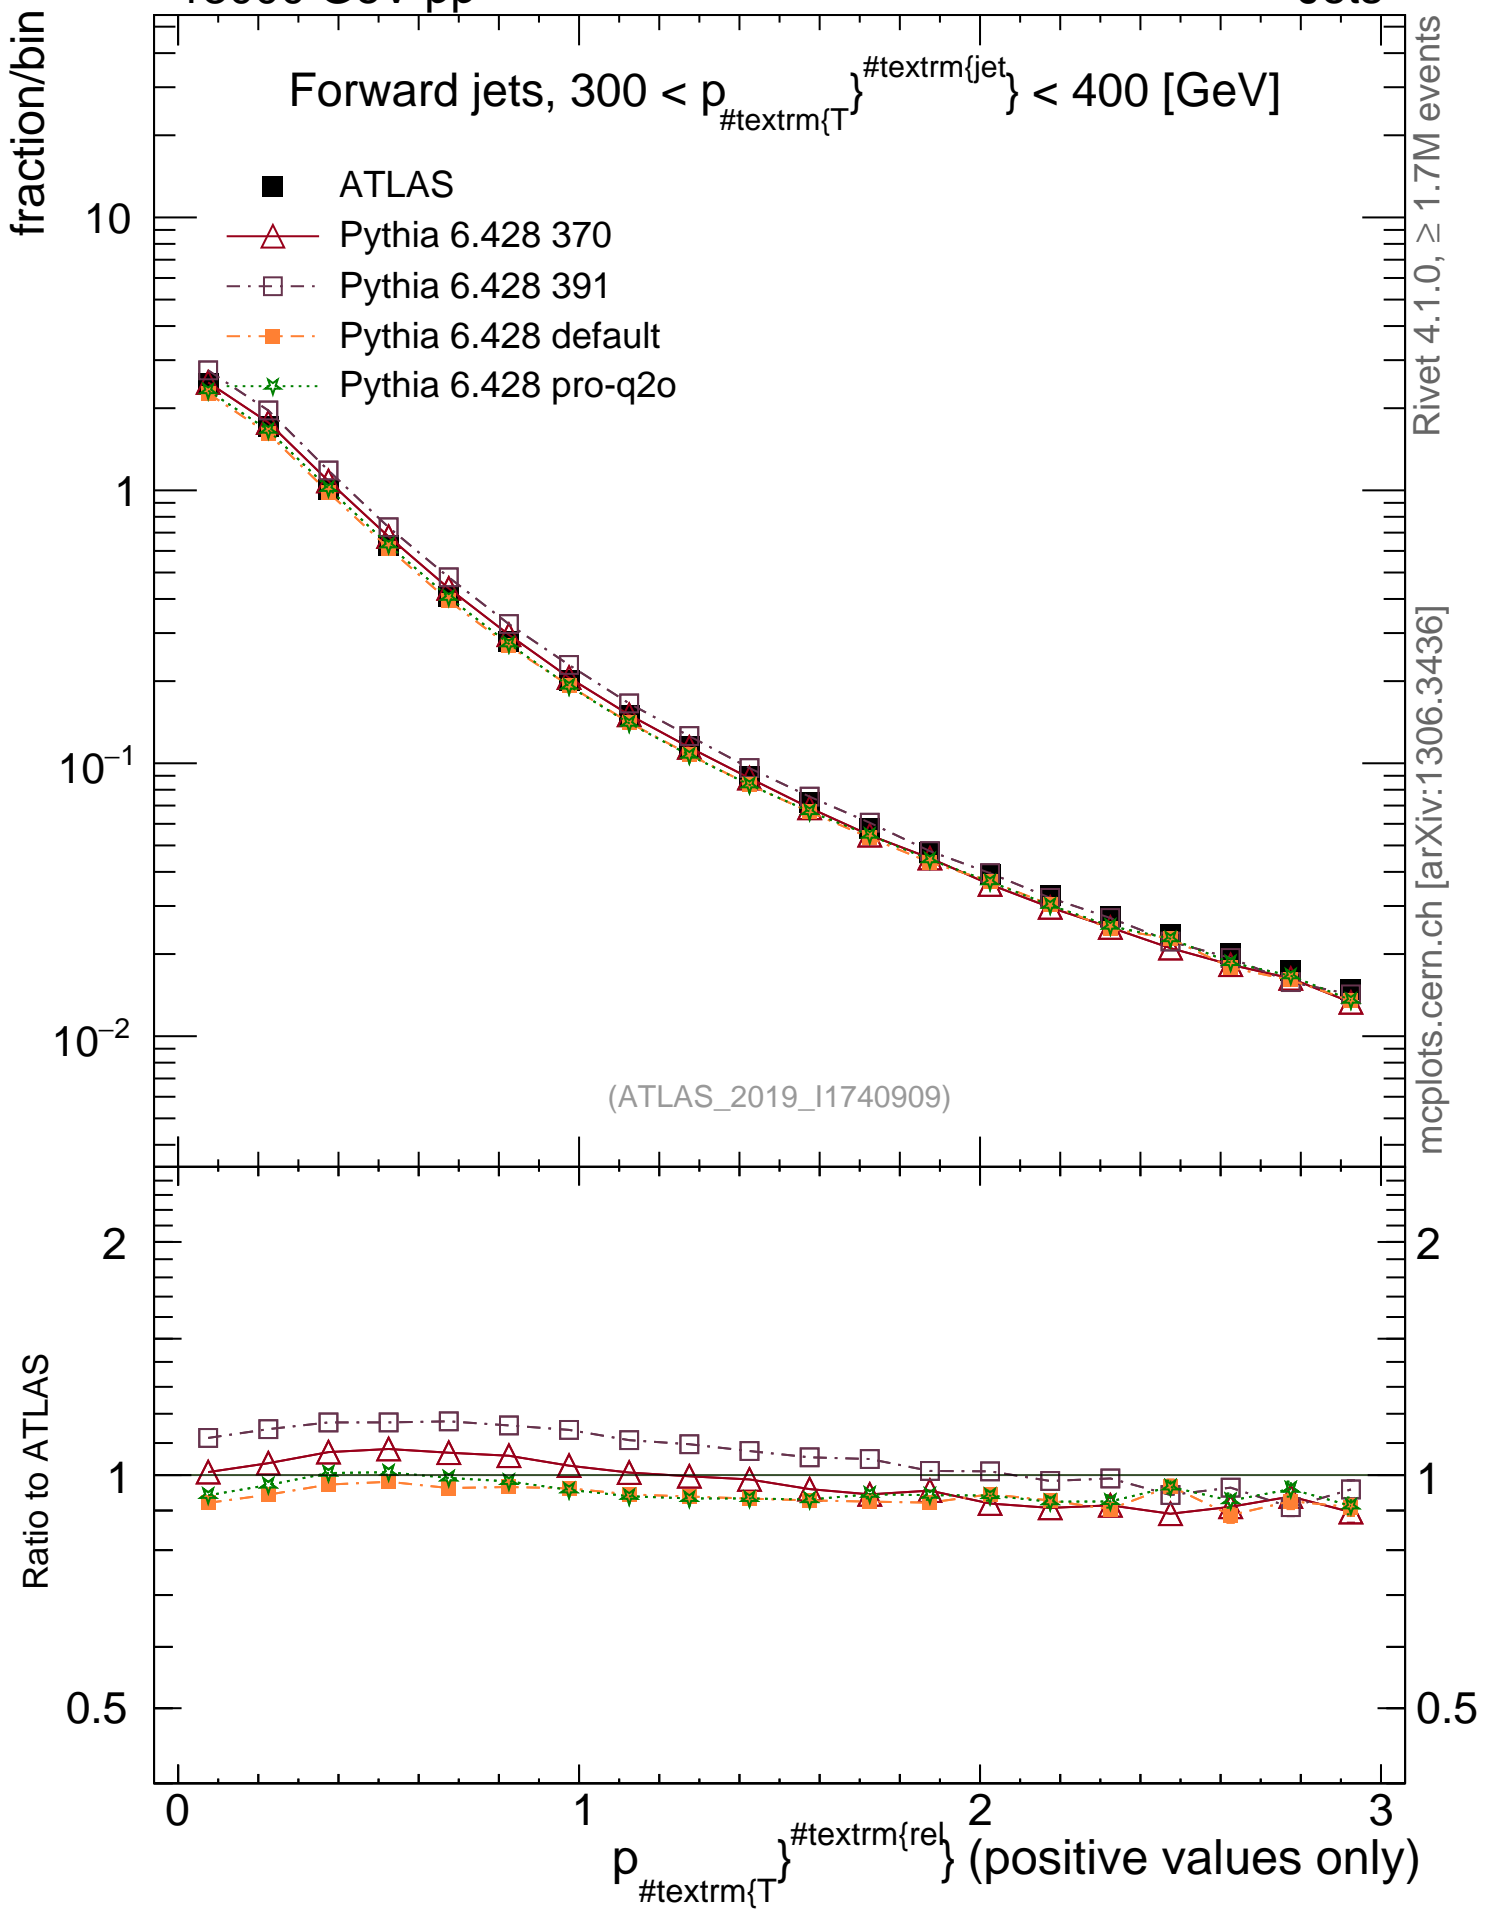 fraction/bin
Forward jets, 300 < p_#textrm{T}^#textrm{jet} < 400 [GeV]
ATLAS
Pythia 6.428 370
Pythia 6.428 391
Pythia 6.428 default
Pythia 6.428 pro-q2o
10
1
10⁻¹
10⁻²
(ATLAS_2019_I1740909)
Rivet 4.1.0, ≥ 1.7M events
mcplots.cern.ch [arXiv:1306.3436]
Ratio to ATLAS
2
1
0.5
2
1
0.5
0 1 2 3
p_#textrm{T}^#textrm{rel} (positive values only)